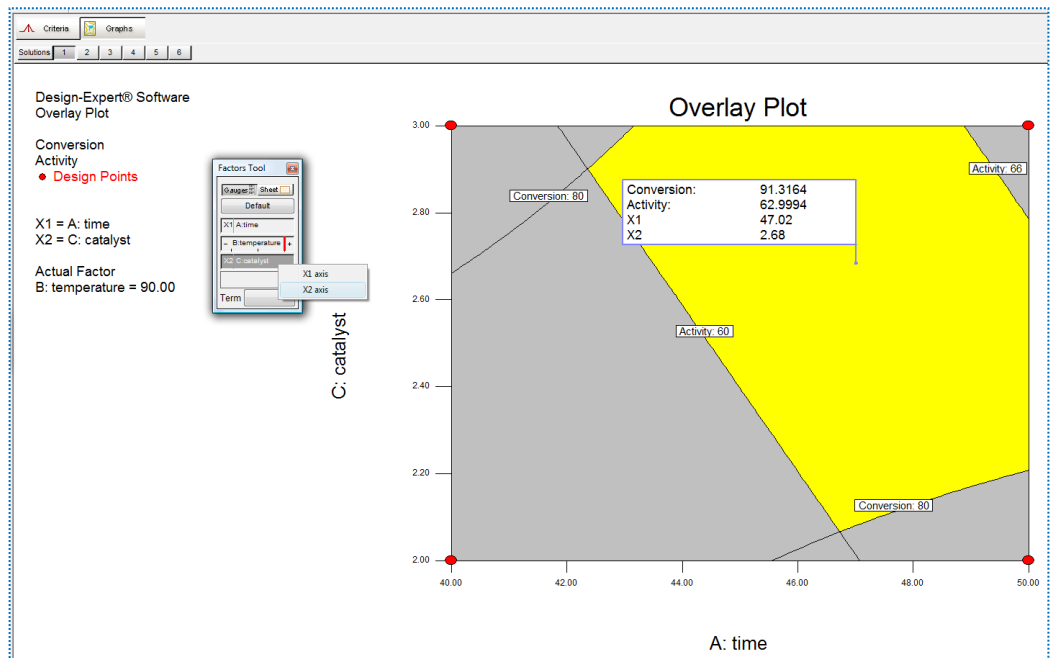 Criteria
Graphs
Solutions 1 2 3 4 5 6
Design-Expert® Software
Overlay Plot
Conversion
Activity
Design Points
X1 = A: time
X2 = C: catalyst
Actual Factor
B: temperature = 90.00
Factors Tool
Gauges Sheet
Default
X1 A:time
- B:temperature +
X2 C:catalyst
X1 axis
X2 axis
Term
Overlay Plot
C: catalyst
3.00
2.80
2.60
2.40
2.20
2.00
Conversion: 80
Activity: 66
Conversion: 91.3164
Activity: 62.9994
X1 47.02
X2 2.68
Activity: 60
Conversion: 80
40.00 42.00 44.00 46.00 48.00 50.00
A: time